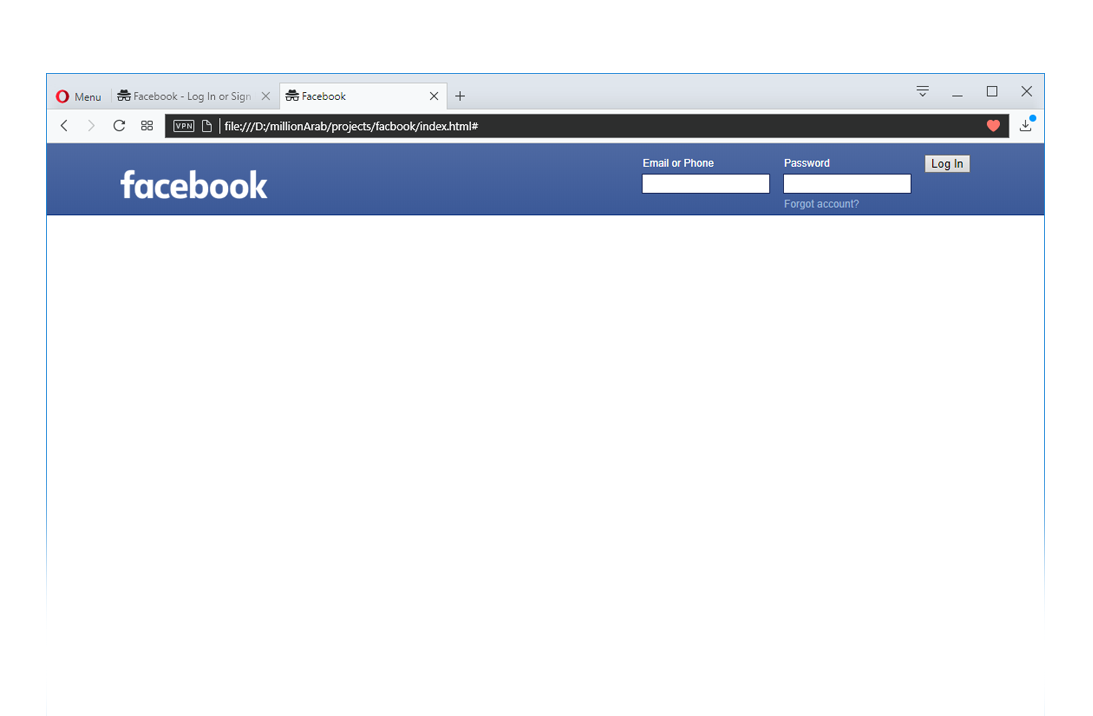 Menu
Facebook - Log In or Sign
Facebook
VPN
file:///D:/millionArab/projects/facbook/index.html#
facebook
Email or Phone
Password
Log In
Forgot account?